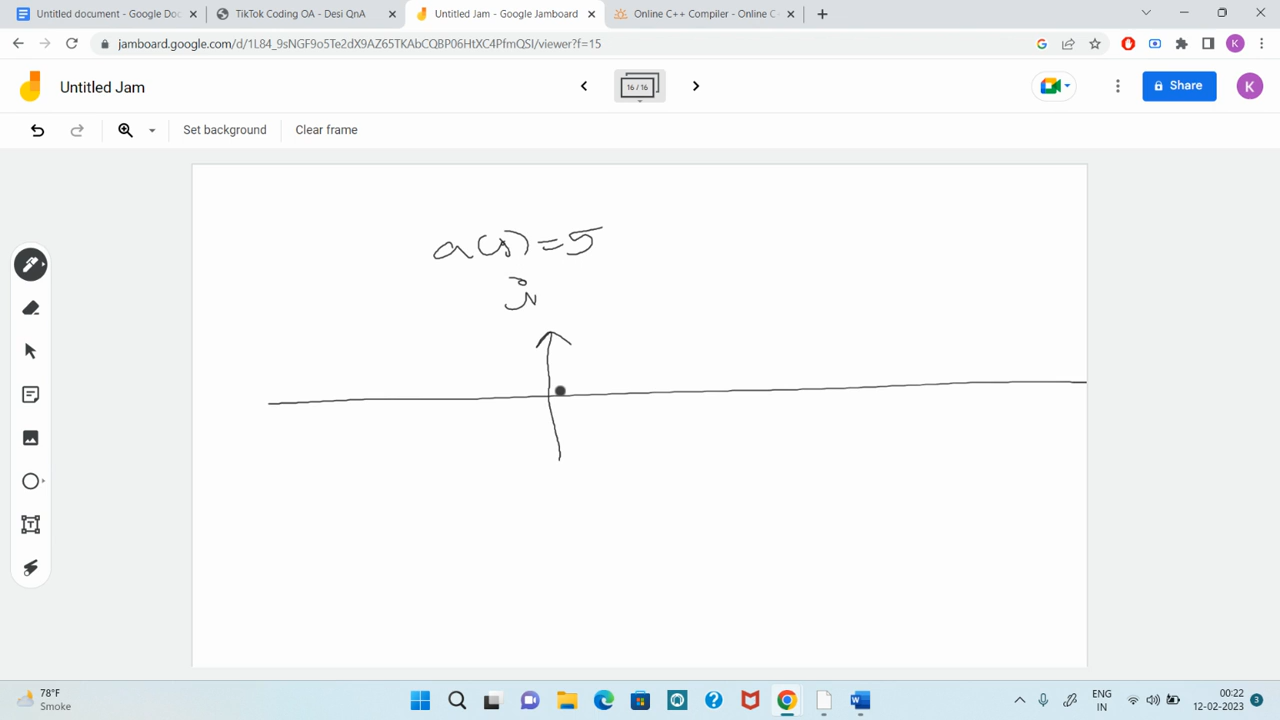 Untitled document - Google Doc
TikTok Coding OA - Desi QnA
Untitled Jam - Google Jamboard
Online C++ Compiler - Online C
jamboard.google.com/d/1L84_9sNGF9o5Te2dX9AZ65TKAbCQBP06HtXC4PfmQSI/viewer?f=15
K
Untitled Jam
16 / 16
Share
K
Set background
Clear frame
=5
78°F
Smoke
ENG
IN
00:22
12-02-2023
3